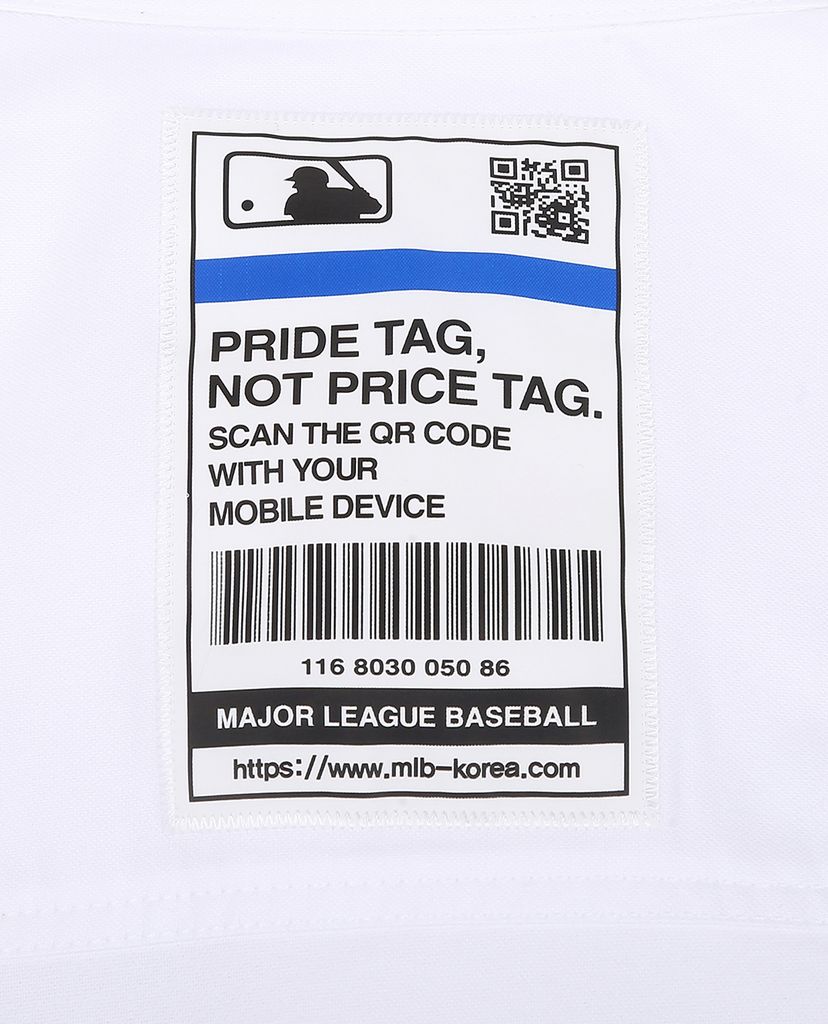 PRIDE TAG,
NOT PRICE TAG.
SCAN THE QR CODE
WITH YOUR
MOBILE DEVICE
116 8030 050 86
MAJOR LEAGUE BASEBALL
https://www.mlb-korea.com